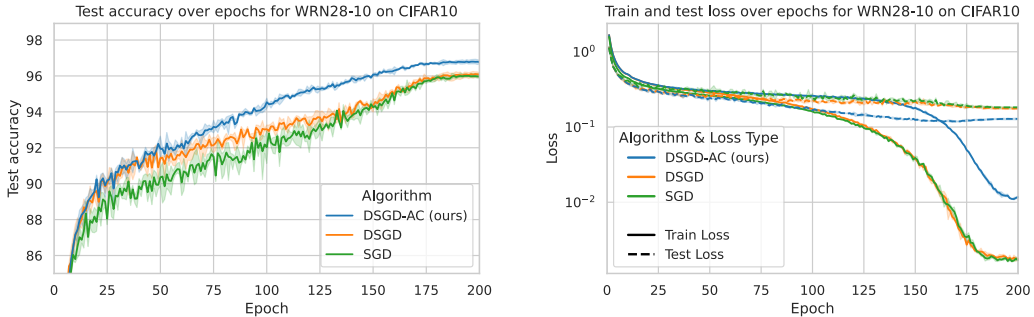 Test accuracy over epochs for WRN28-10 on CIFAR10
98
96
94
92
90
88
86
Test accuracy
0 25 50 75 100 125 150 175 200
Epoch
Algorithm
DSGD-AC (ours)
DSGD
SGD
Train and test loss over epochs for WRN28-10 on CIFAR10
10⁰
10⁻¹
10⁻²
Loss
0 25 50 75 100 125 150 175 200
Epoch
Algorithm & Loss Type
DSGD-AC (ours)
DSGD
SGD
Train Loss
Test Loss